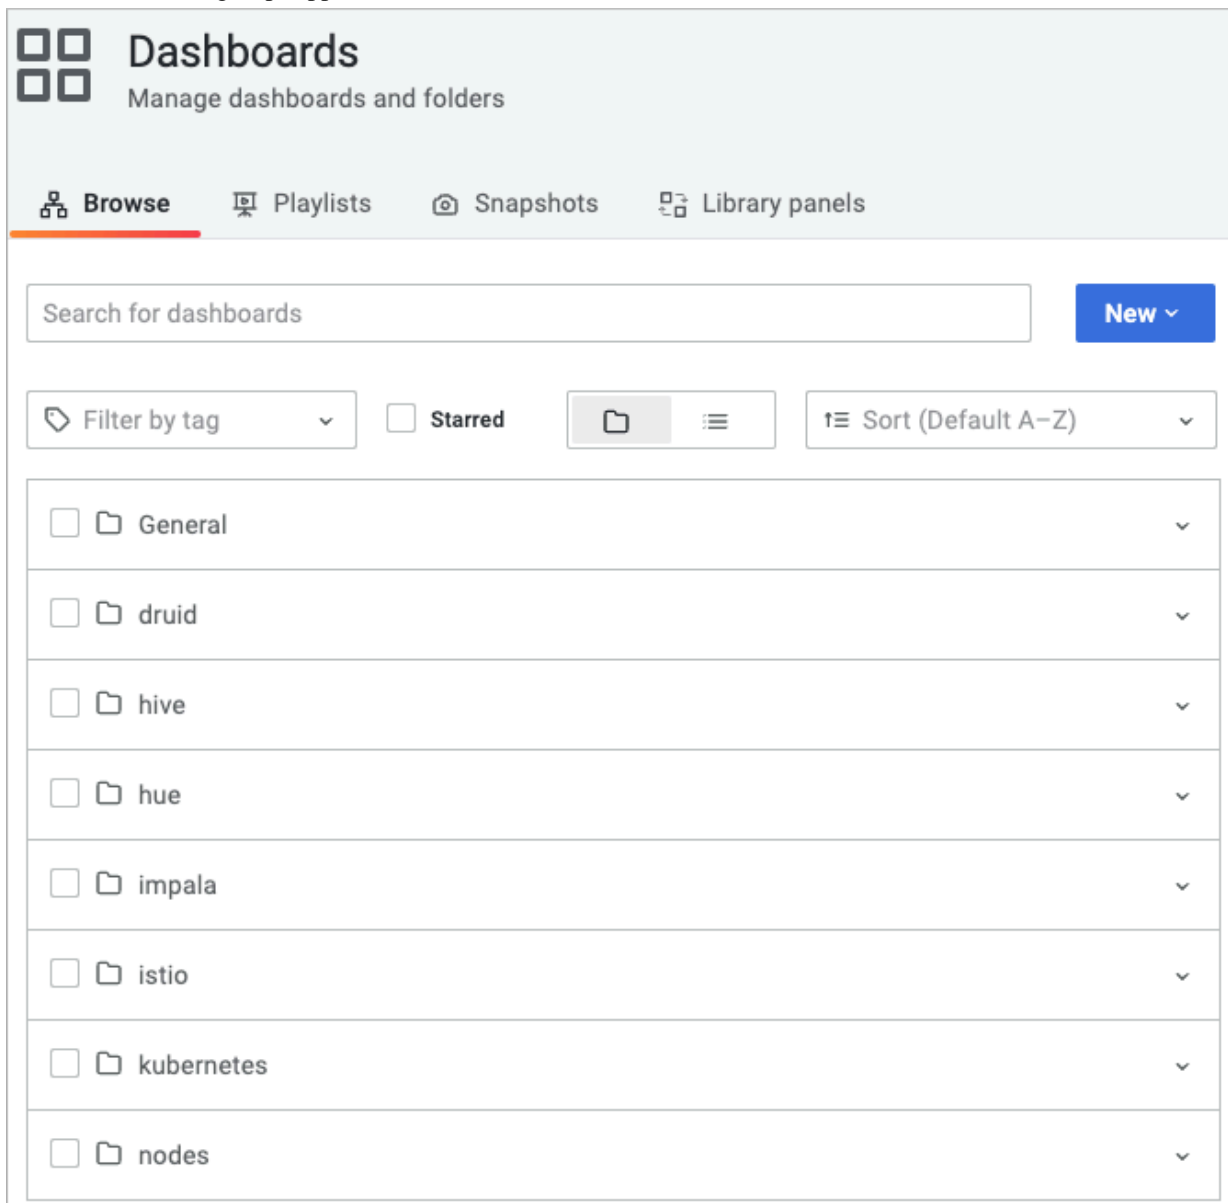 Dashboards
Manage dashboards and folders
Browse Playlists Snapshots Library panels
Search for dashboards New
Filter by tag Starred Sort (Default A–Z)
General
druid
hive
hue
impala
istio
kubernetes
nodes